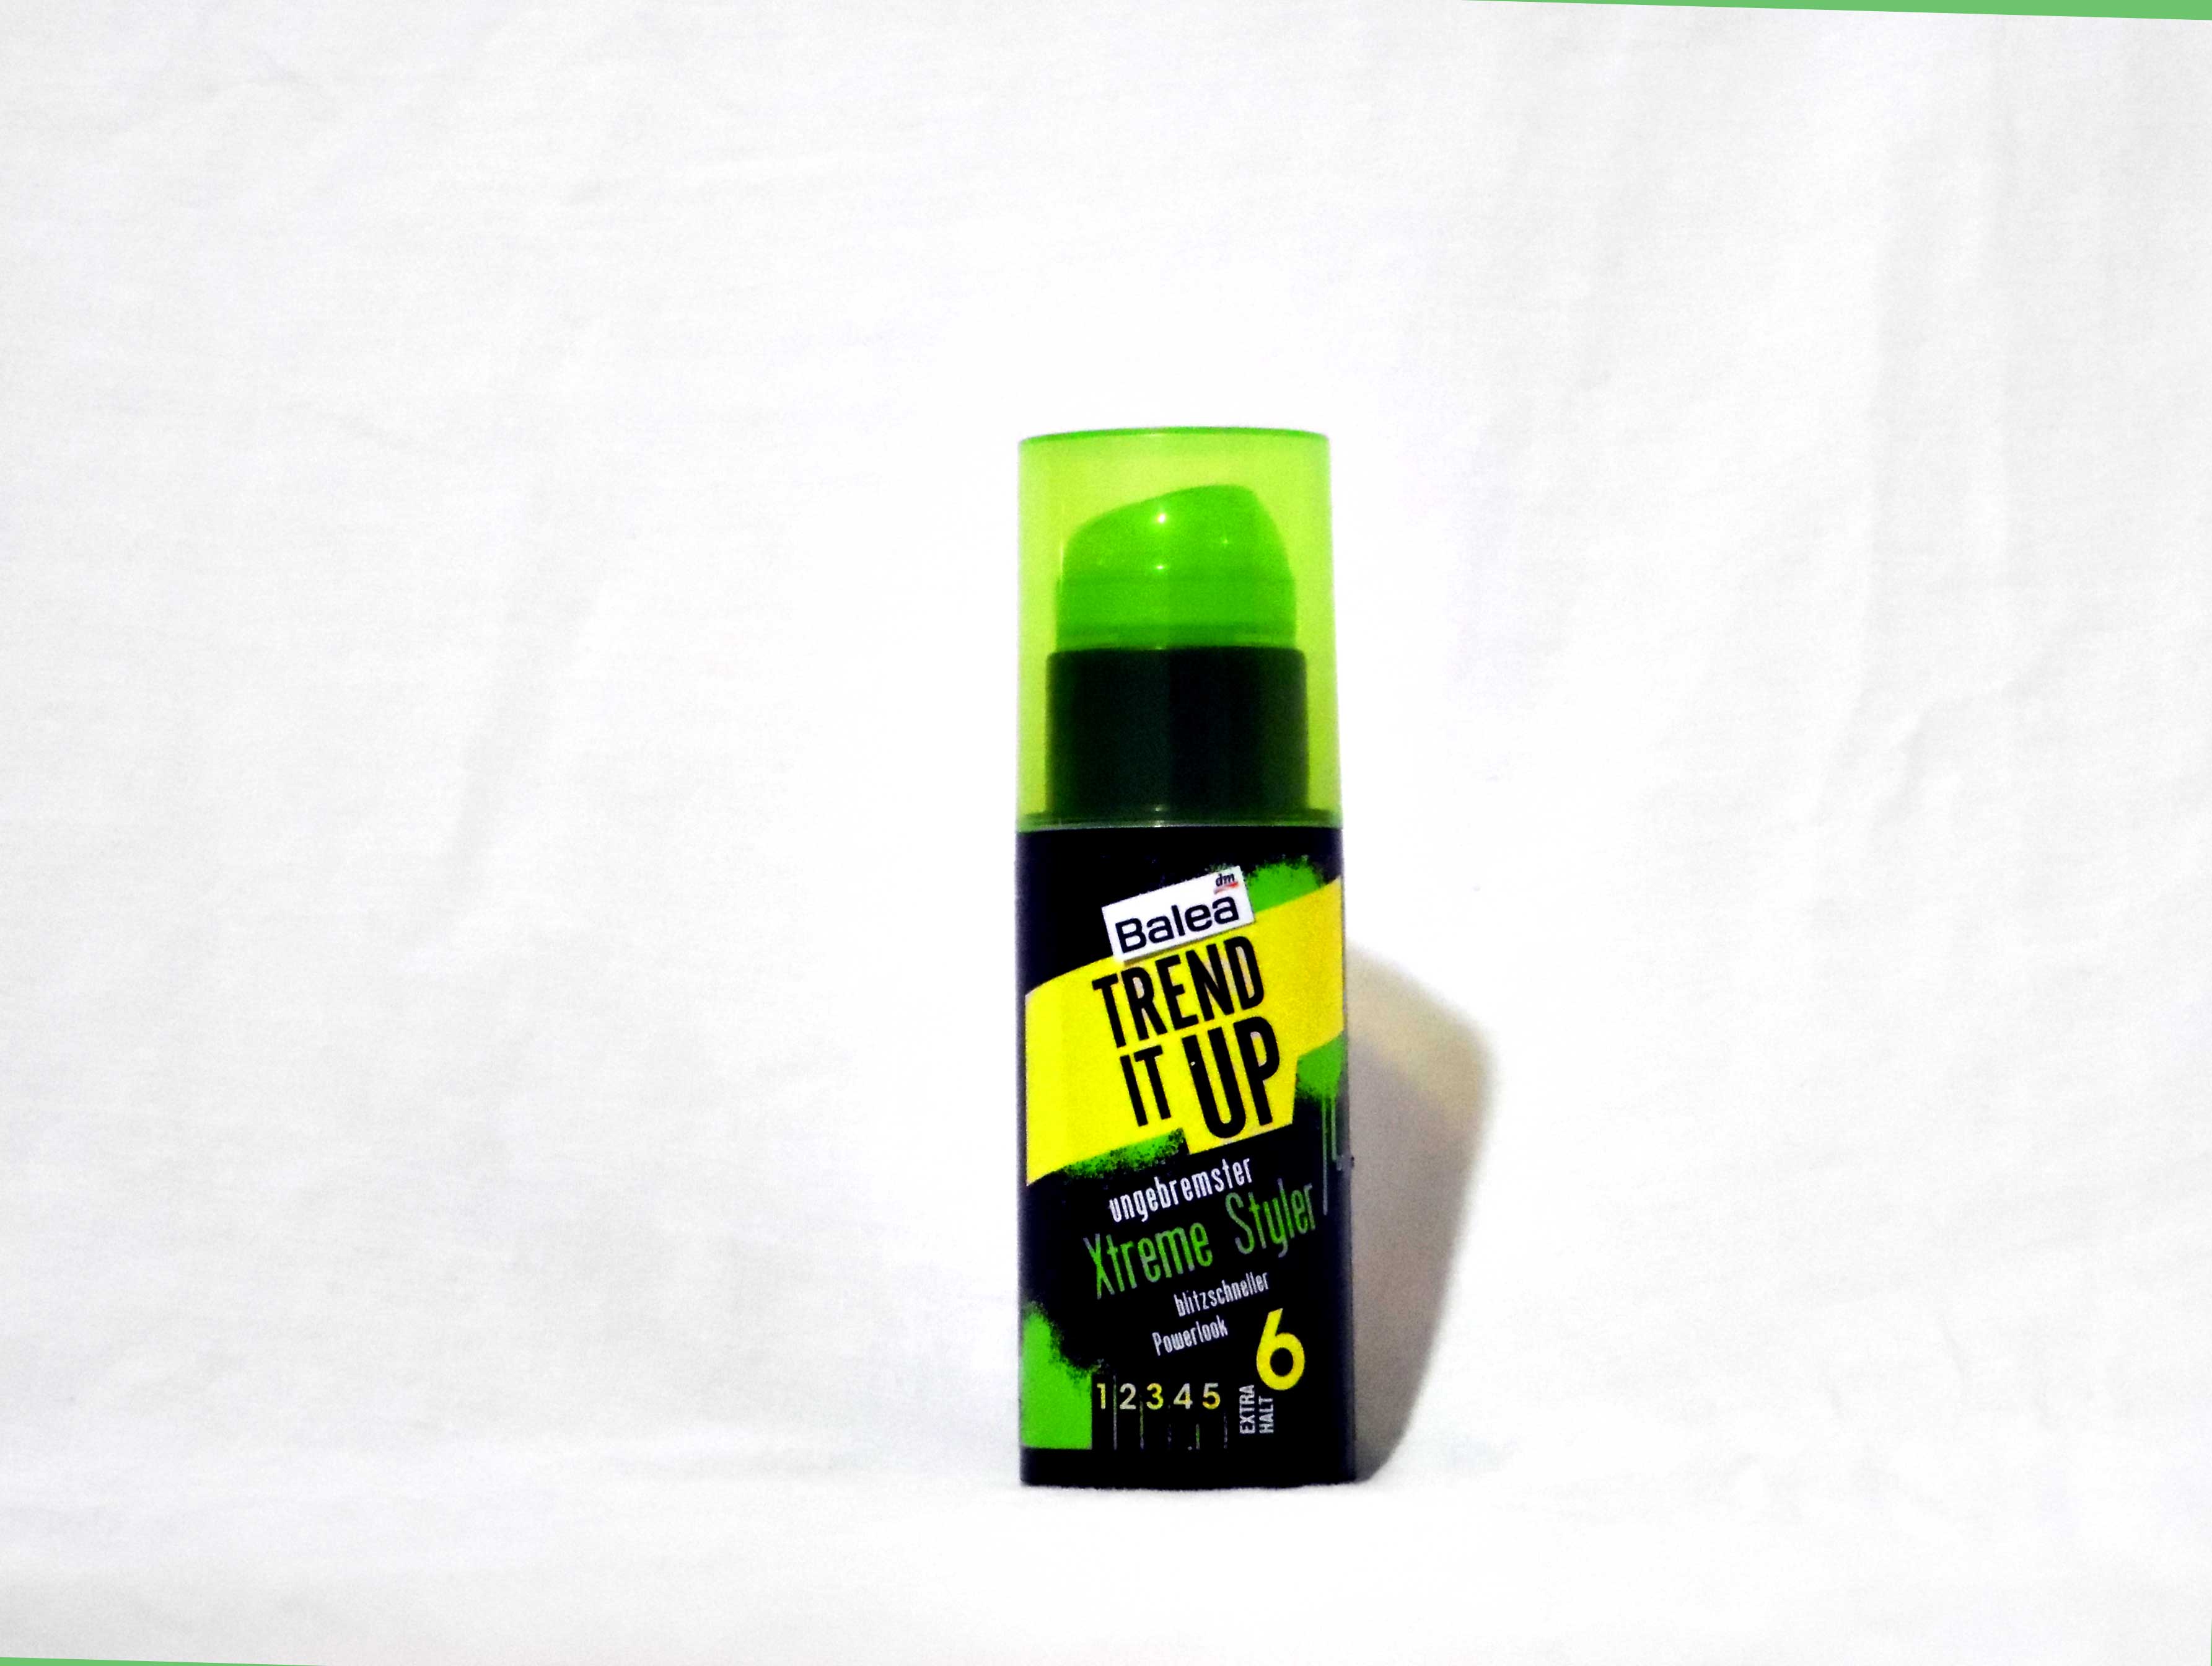 dm
Balea
TREND
IT UP
ungebremster
Xtreme Styler
blitzschneller
Powerlook
1 2 3 4 5 6
EXTRA
HALT